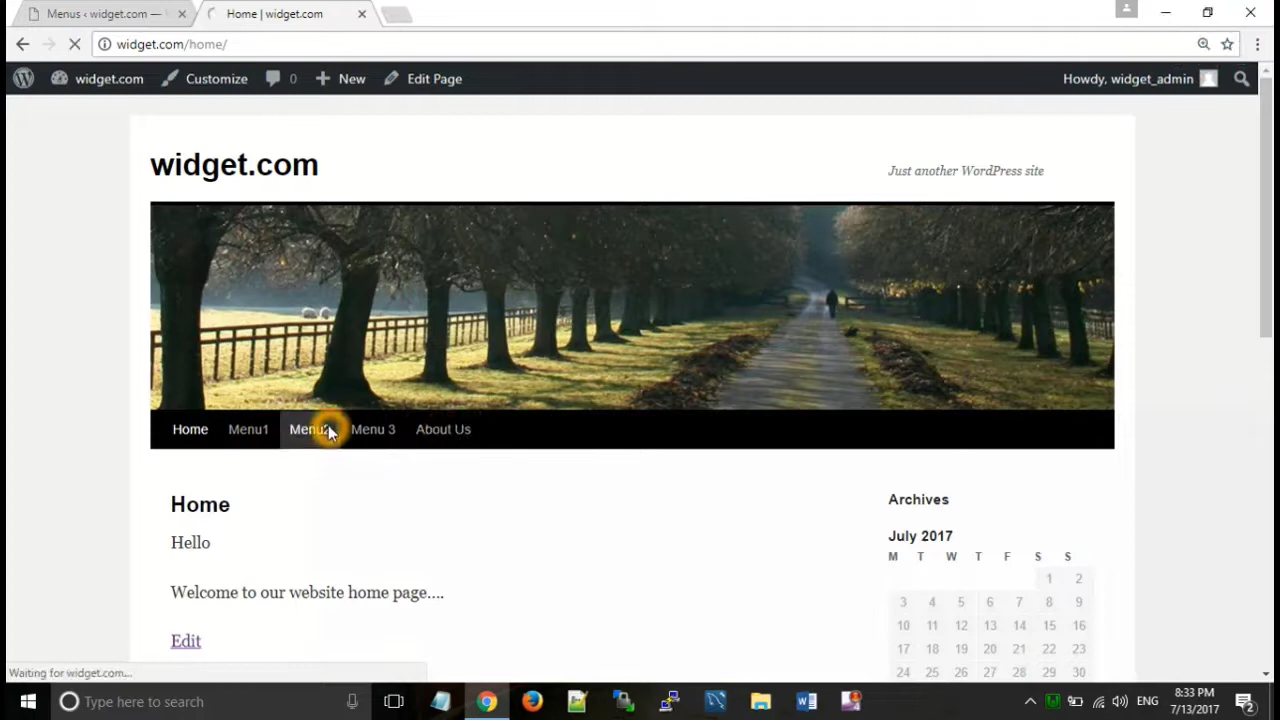 Menus ‹ widget.com —
Home | widget.com
widget.com/home/
widget.com
Customize
0
New
Edit Page
Howdy, widget_admin
widget.com
Just another WordPress site
Home
Menu1
Menu2
Menu 3
About Us
Home
Hello
Welcome to our website home page....
Edit
Archives
July 2017
M T W T F S S
1 2
3 4 5 6 7 8 9
10 11 12 13 14 15 16
17 18 19 20 21 22 23
24 25 26 27 28 29 30
Waiting for widget.com...
Type here to search
ENG
8:33 PM
7/13/2017
2